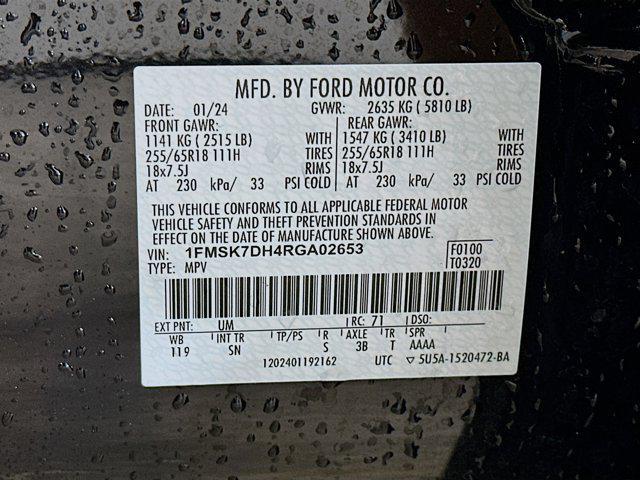 MFD. BY FORD MOTOR CO.
DATE: 01/24 GVWR: 2635 KG ( 5810 LB)
FRONT GAWR: REAR GAWR:
1141 KG ( 2515 LB) WITH 1547 KG ( 3410 LB) WITH
255/65R18 111H TIRES 255/65R18 111H TIRES
18x7.5J RIMS 18x7.5J RIMS
AT 230 kPa/ 33 PSI COLD AT 230 kPa/ 33 PSI COLD
THIS VEHICLE CONFORMS TO ALL APPLICABLE FEDERAL MOTOR
VEHICLE SAFETY AND THEFT PREVENTION STANDARDS IN
EFFECT ON THE DATE OF MANUFACTURE SHOWN ABOVE.
VIN: 1FMSK7DH4RGA02653 F0100
TYPE: MPV T0320
EXT PNT: UM RC: 71 DSO:
WB INT TR TP/PS R AXLE TR SPR
119 SN S 3B T AAAA
1202401192162 UTC ▽ 5U5A-1520472-BA